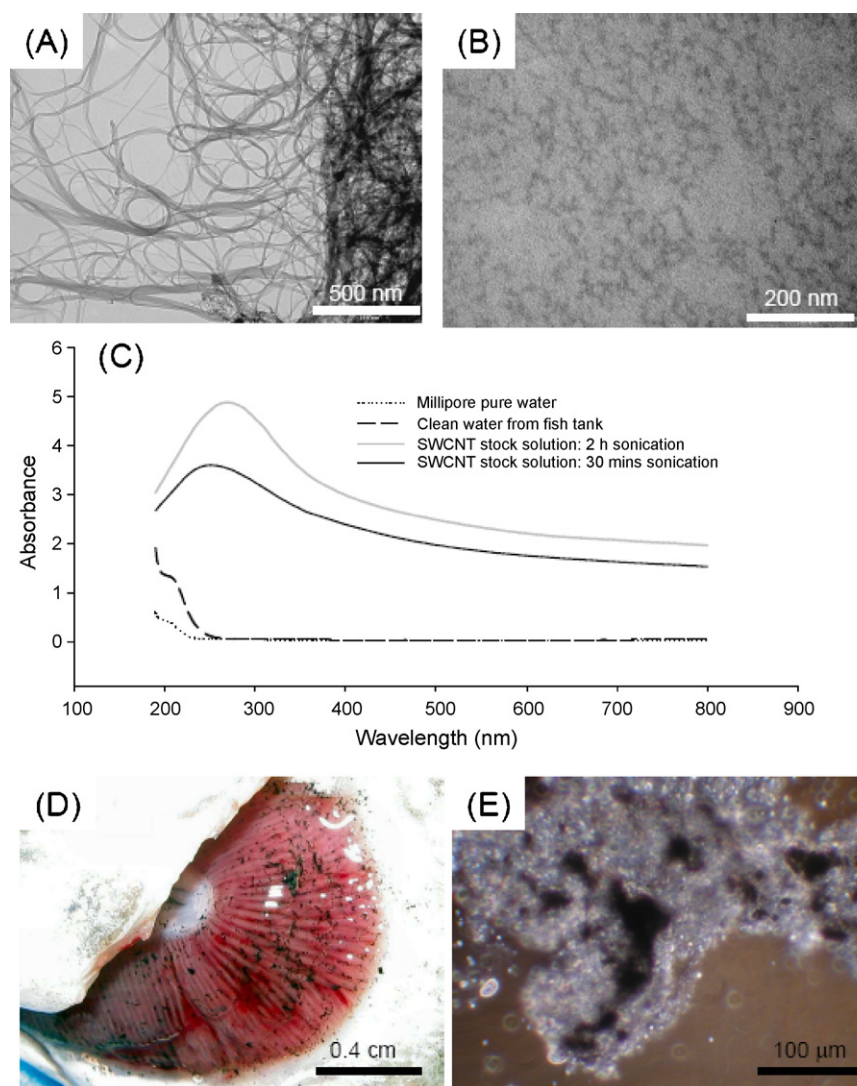 (A)
500 nm
(B)
200 nm
(C)
6
5
4
3
2
1
0
Absorbance
Millipore pure water
Clean water from fish tank
SWCNT stock solution: 2 h sonication
SWCNT stock solution: 30 mins sonication
100 200 300 400 500 600 700 800 900
Wavelength (nm)
(D)
0.4 cm
(E)
100 µm